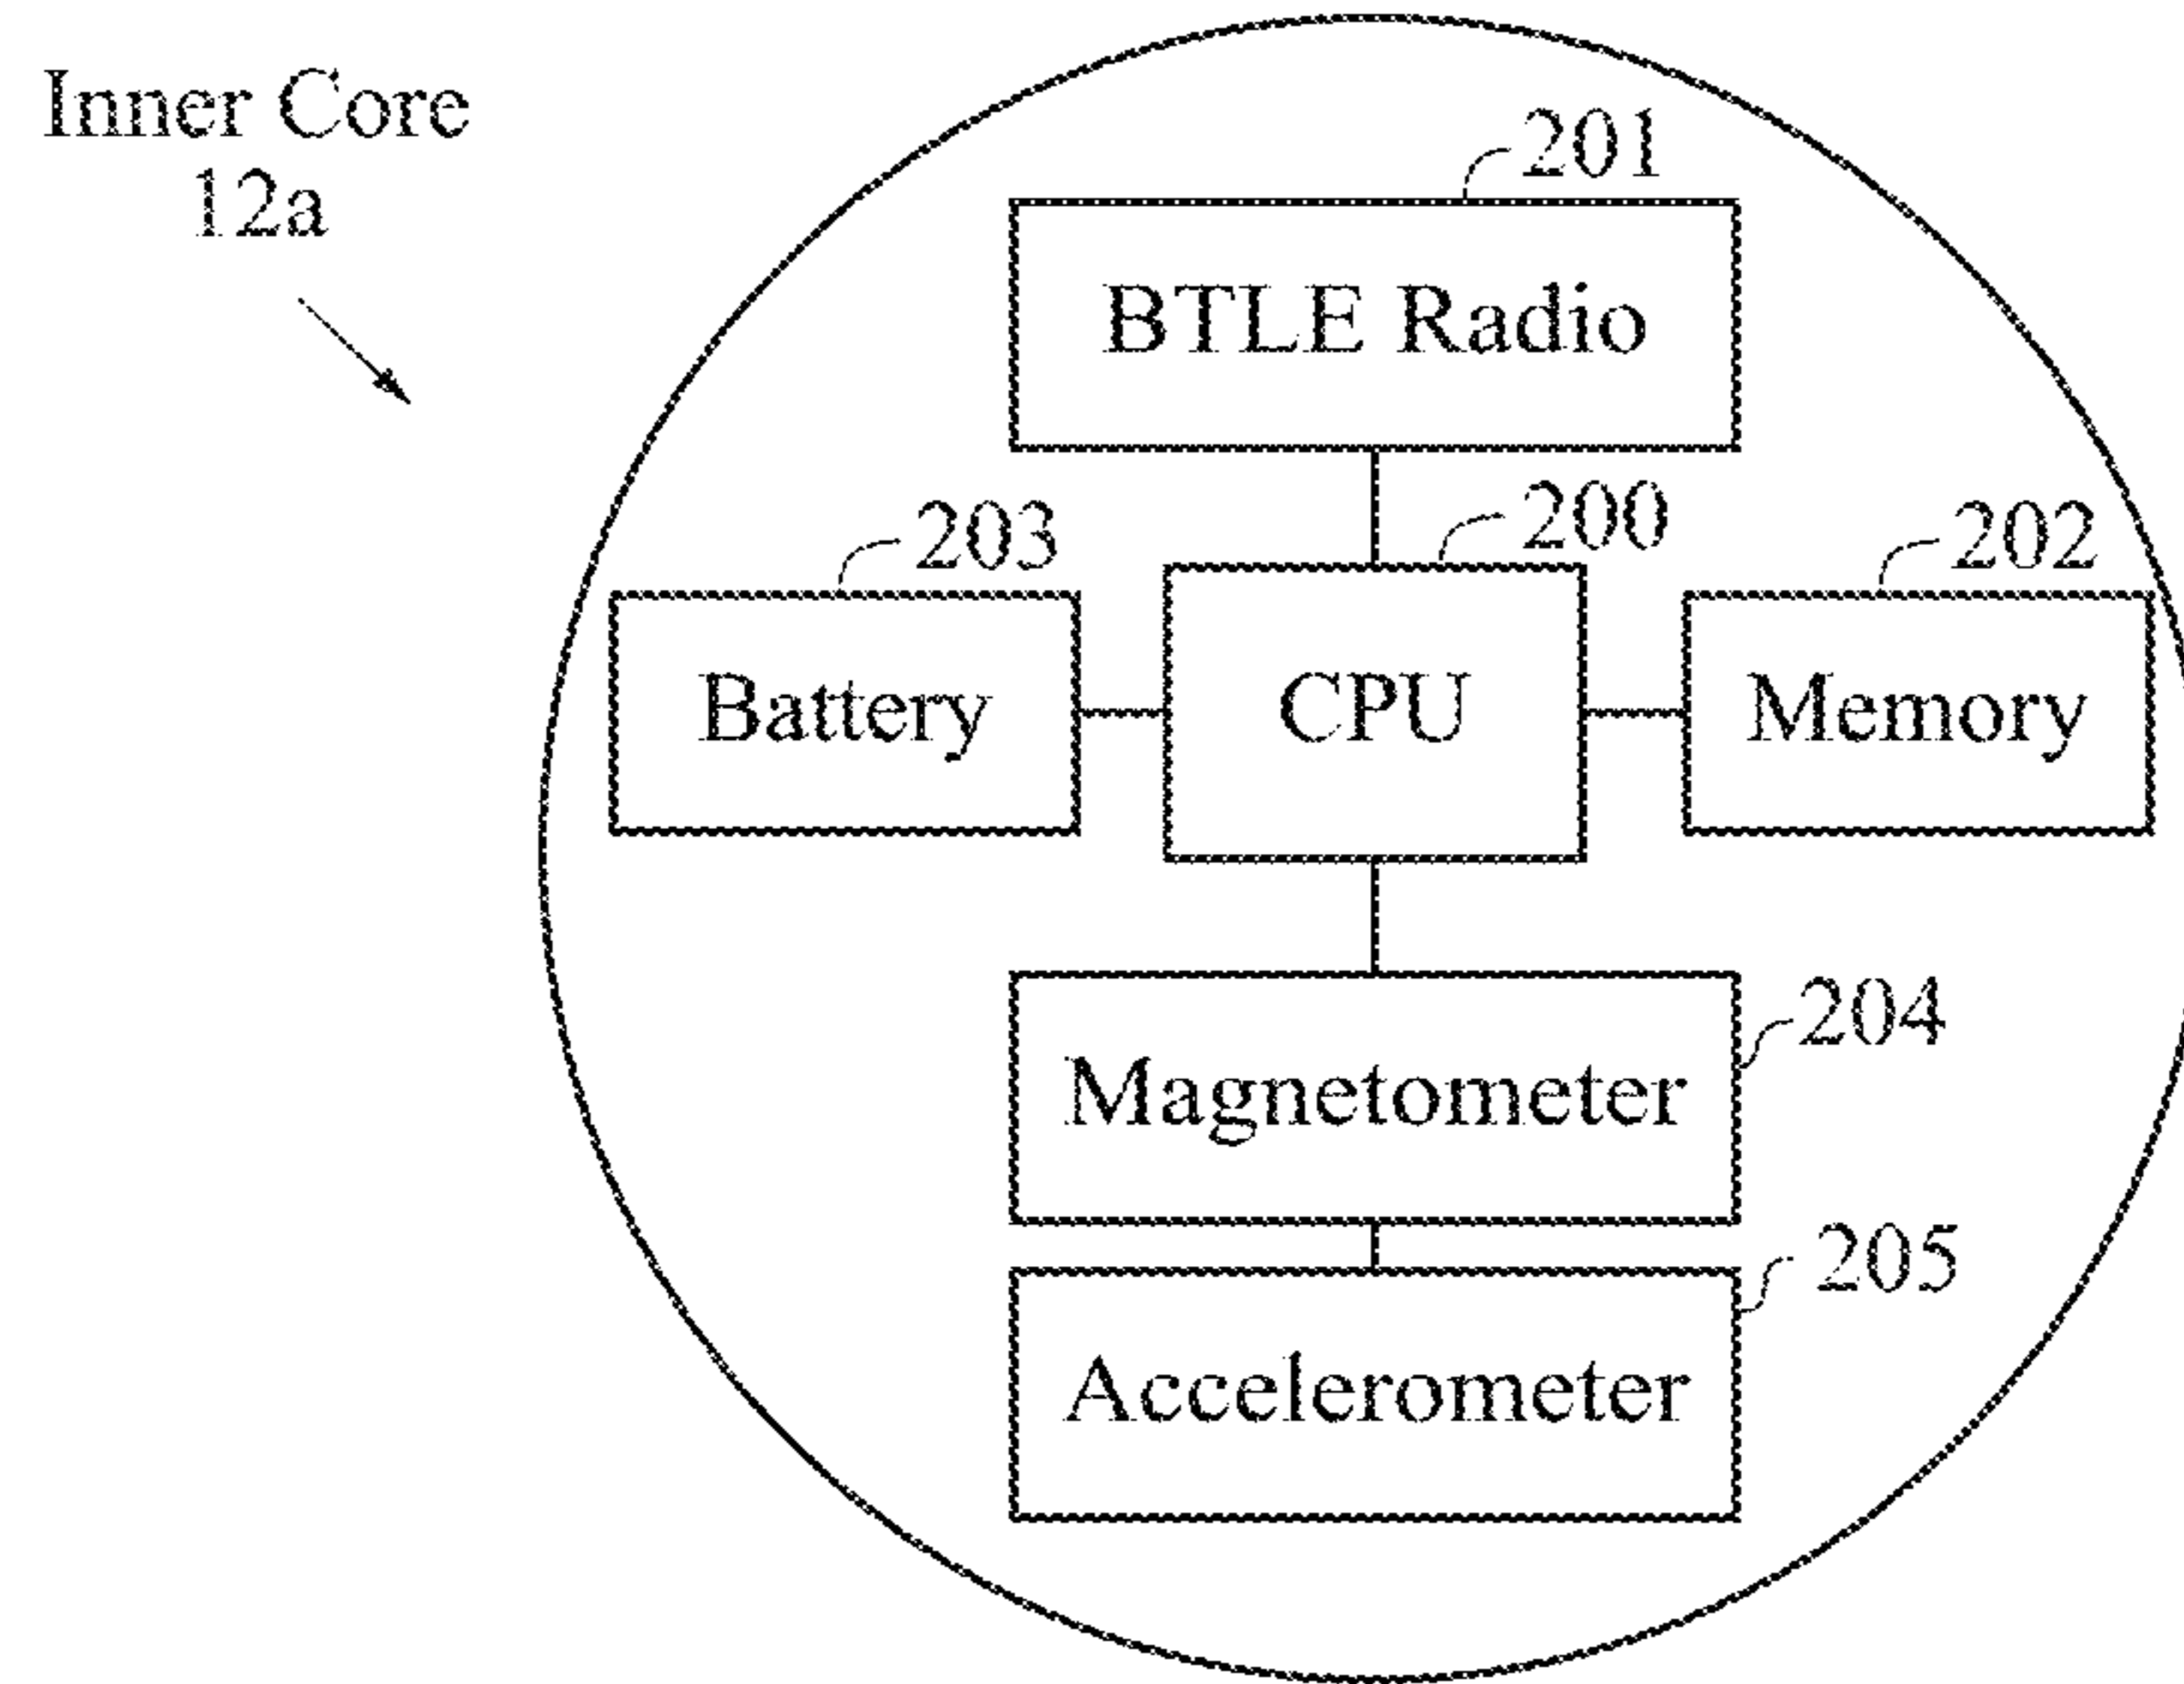 Inner Core
12a
201
BTLE Radio
203
200
202
Battery
CPU
Memory
204
Magnetometer
205
Accelerometer